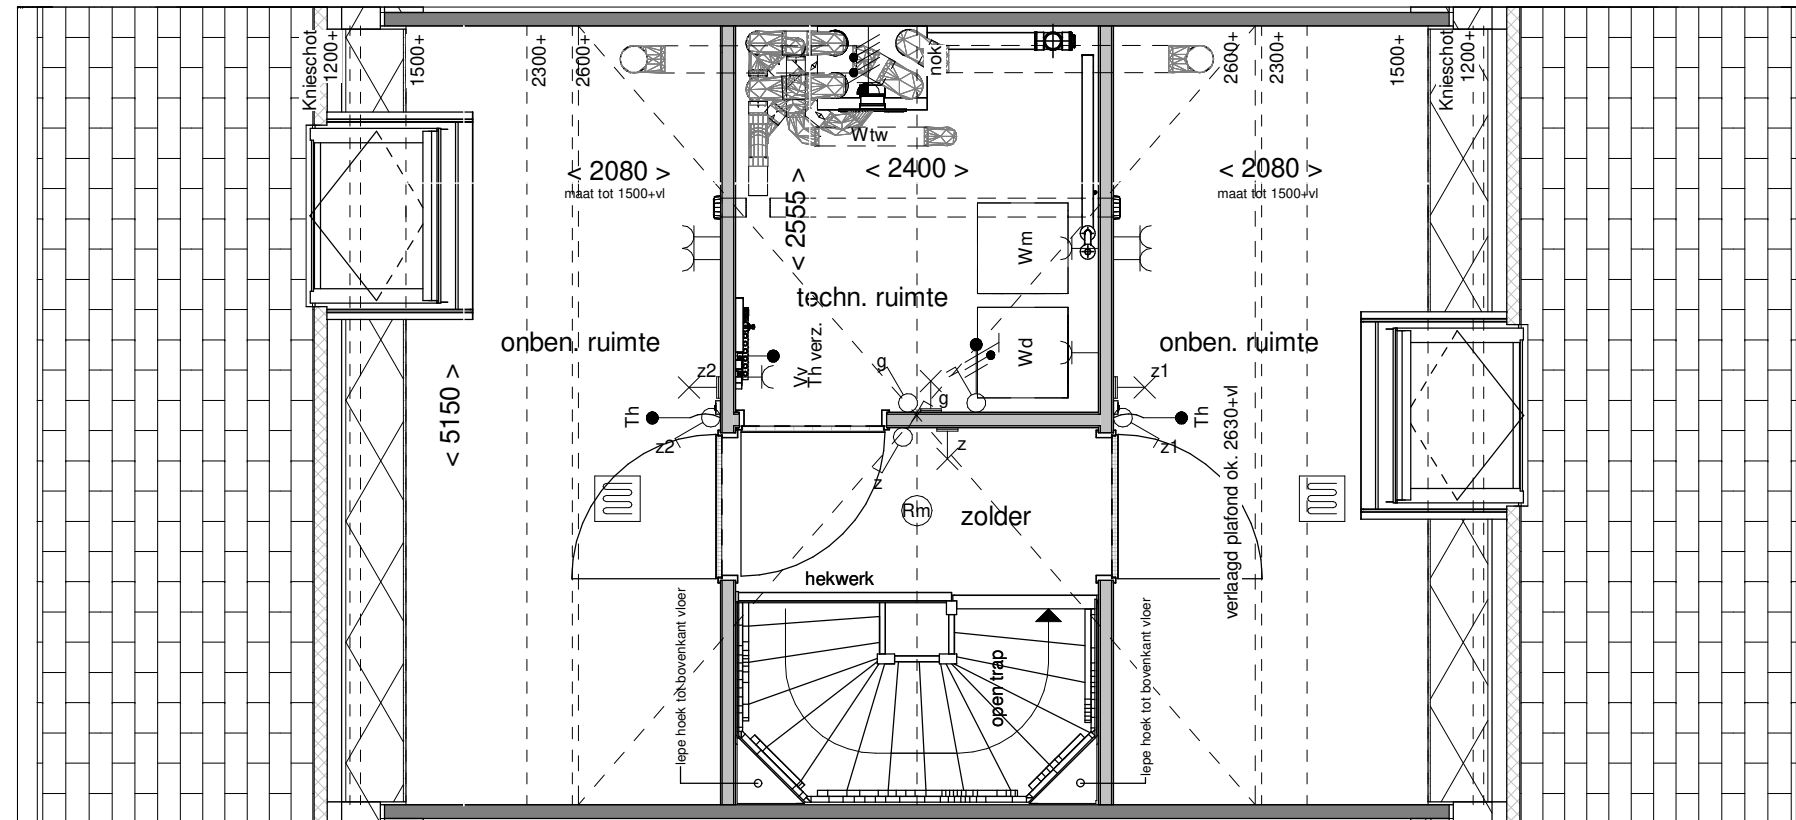 Knieschot
1200+
1500+
2300+
2600+
nok
2600+
2300+
1500+
Knieschot
1200+
Wtw
< 2080 >
maat tot 1500+vl
< 2555 >
< 2400 >
< 2080 >
maat tot 1500+vl
Wm
techn. ruimte
onben. ruimte
onben. ruimte
Wd
Vv
Th verz.
g
g
z2
z1
Th
Th
z2
z1
z
z
< 5150 >
verlaagd plafond ok. 2630+vl
Rm
zolder
hekwerk
lepe hoek tot bovenkant vloer
open trap
lepe hoek tot bovenkant vloer